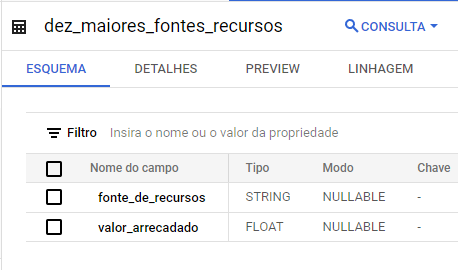 dez_maiores_fontes_recursos CONSULTA
ESQUEMA DETALHES PREVIEW LINHAGEM
Filtro Insira o nome ou o valor da propriedade
Nome do campo Tipo Modo Chave
fonte_de_recursos STRING NULLABLE -
valor_arrecadado FLOAT NULLABLE -